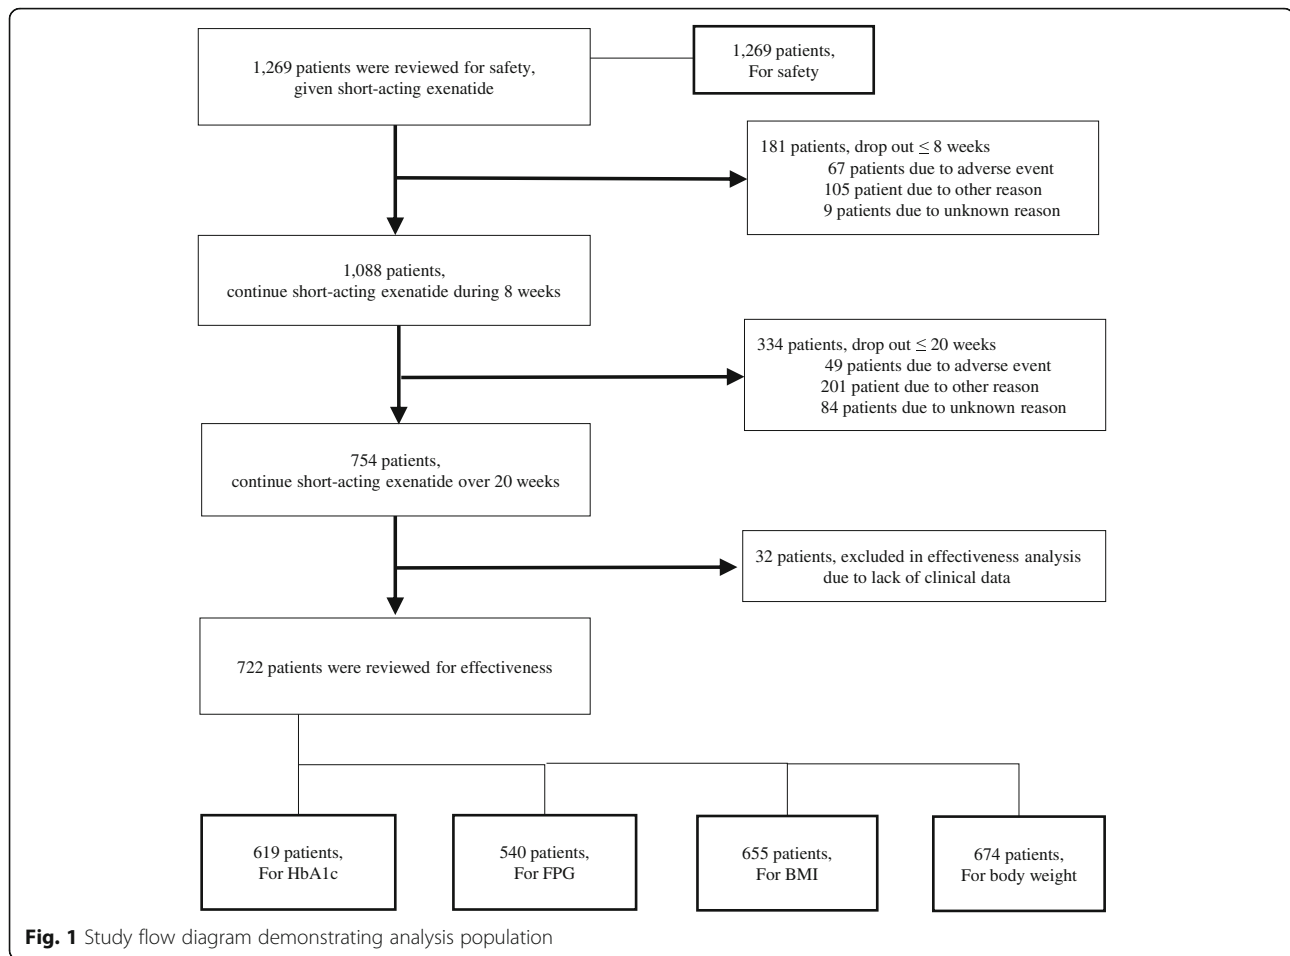 1,269 patients were reviewed for safety,
given short-acting exenatide
1,269 patients,
For safety
181 patients, drop out ≤ 8 weeks
67 patients due to adverse event
105 patient due to other reason
9 patients due to unknown reason
1,088 patients,
continue short-acting exenatide during 8 weeks
334 patients, drop out ≤ 20 weeks
49 patients due to adverse event
201 patient due to other reason
84 patients due to unknown reason
754 patients,
continue short-acting exenatide over 20 weeks
32 patients, excluded in effectiveness analysis
due to lack of clinical data
722 patients were reviewed for effectiveness
619 patients,
For HbA1c
540 patients,
For FPG
655 patients,
For BMI
674 patients,
For body weight
Fig. 1 Study flow diagram demonstrating analysis population